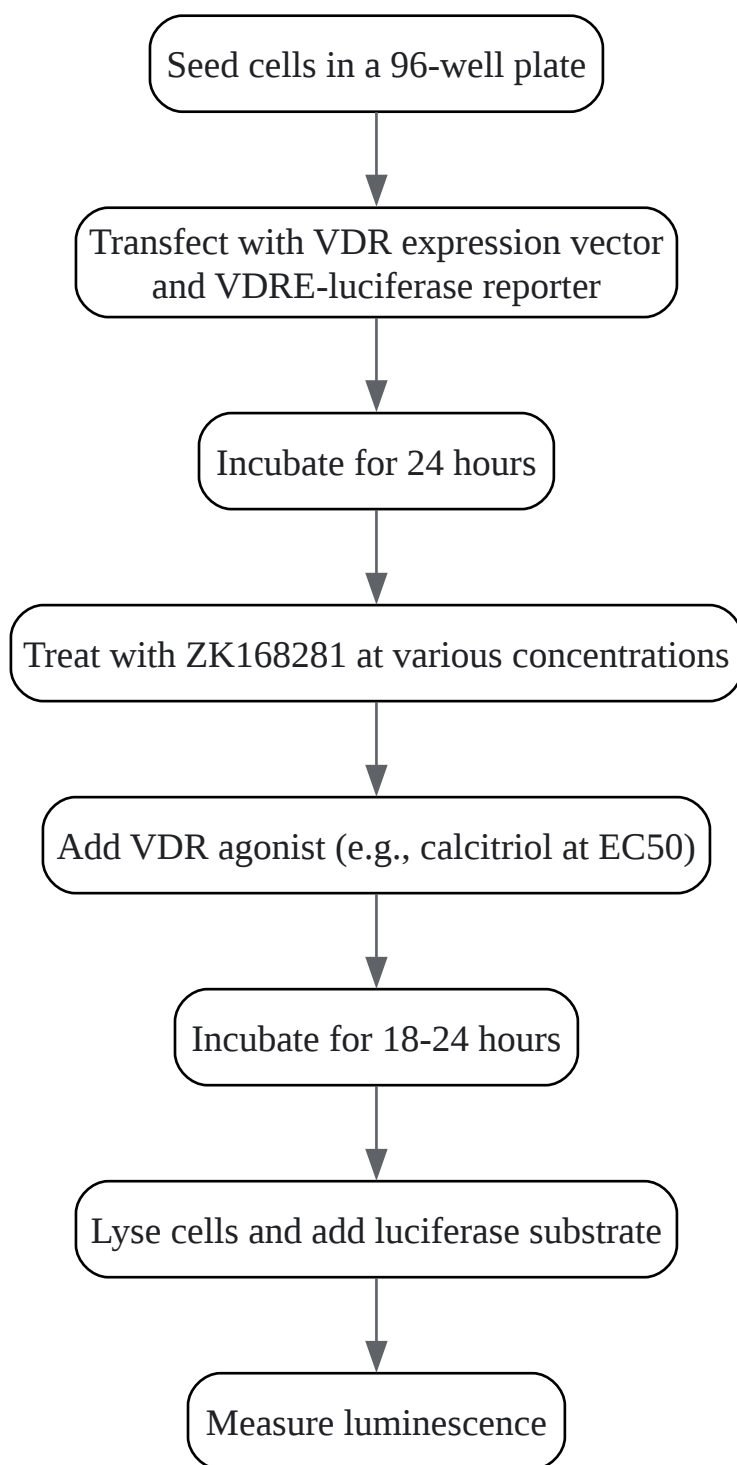 Seed cells in a 96-well plate
Transfect with VDR expression vector
and VDRE-luciferase reporter
Incubate for 24 hours
Treat with ZK168281 at various concentrations
Add VDR agonist (e.g., calcitriol at EC50)
Incubate for 18-24 hours
Lyse cells and add luciferase substrate
Measure luminescence